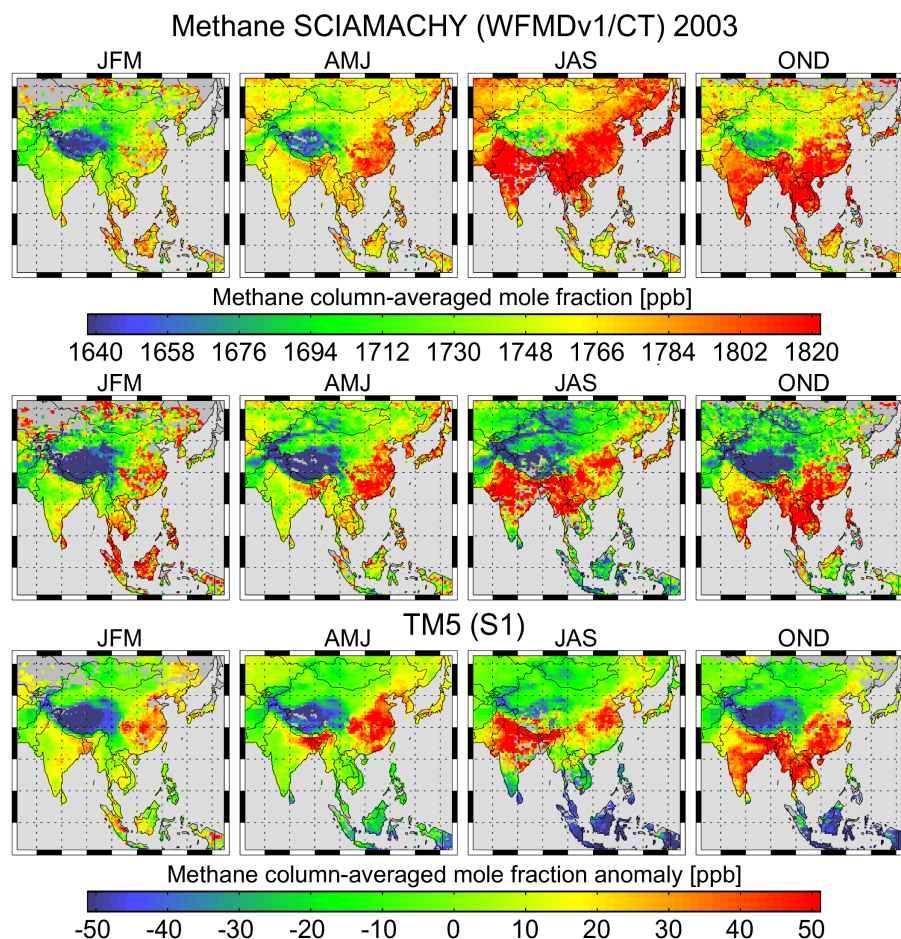 Methane SCIAMACHY (WFMDv1/CT) 2003
JFM AMJ JAS OND
Methane column-averaged mole fraction [ppb]
1640 1658 1676 1694 1712 1730 1748 1766 1784 1802 1820
JFM AMJ JAS OND
TM5 (S1)
JFM AMJ JAS OND
Methane column-averaged mole fraction anomaly [ppb]
-50 -40 -30 -20 -10 0 10 20 30 40 50